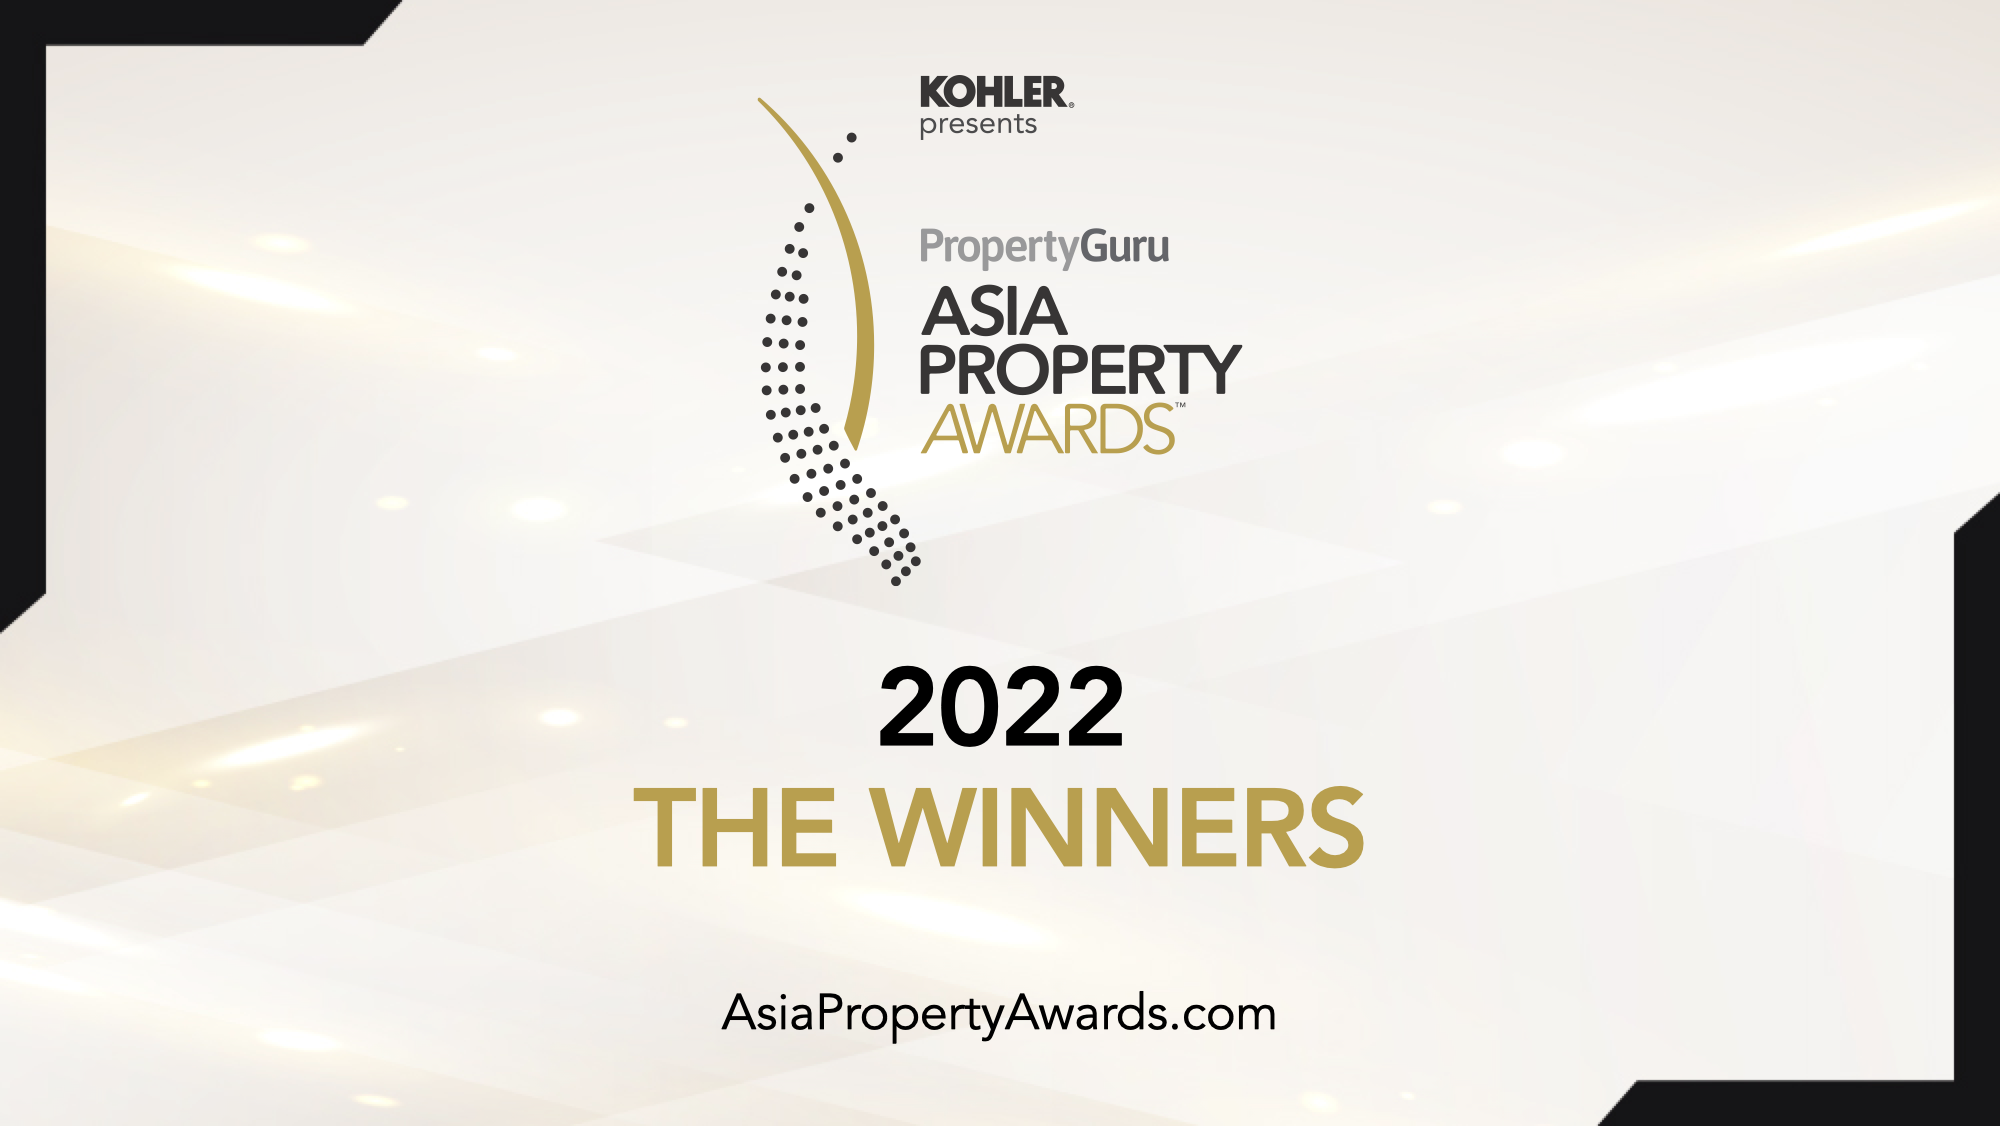 KOHLER®
presents
PropertyGuru
ASIA
PROPERTY
AWARDS™
2022
THE WINNERS
AsiaPropertyAwards.com